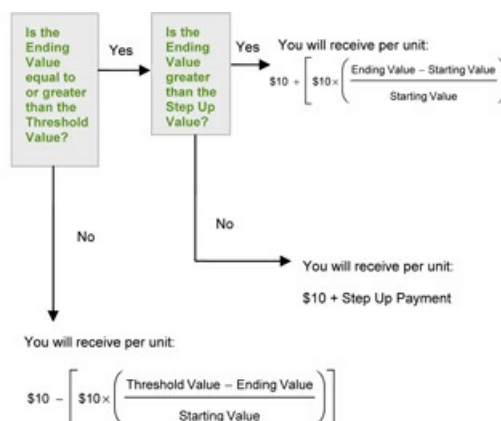 Is the
Ending
Value
equal to
or greater
than the
Threshold
Value?
Yes
Is the
Ending
Value
greater
than the
Step Up
Value?
Yes
You will receive per unit:
$10 + [ $10 × ( Ending Value – Starting Value
Starting Value
No
No
You will receive per unit:
$10 + Step Up Payment
You will receive per unit:
$10 – [ $10 × ( Threshold Value – Ending Value ) ]
Starting Value